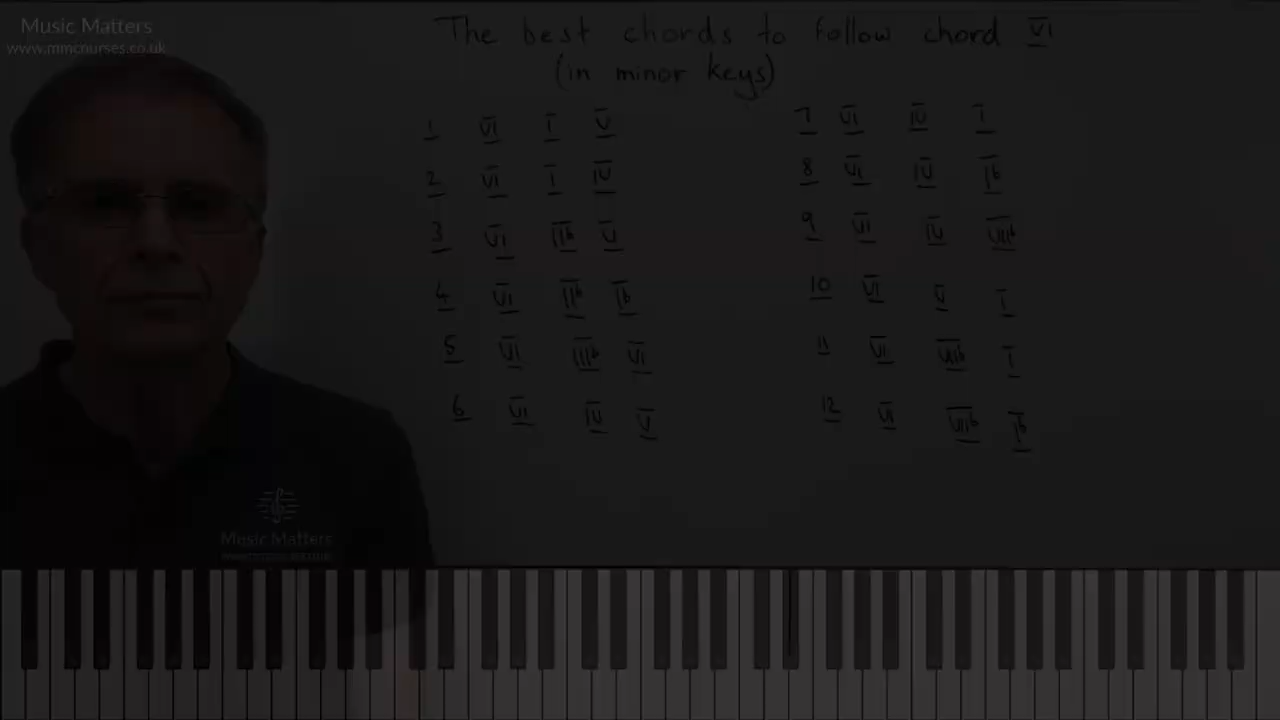 Music Matters
www.mmcourses.co.uk
The best chords to follow chord VI
(in minor keys)
1 VI I V
2 VI I IV
3 VI IIb V
4 VI IIb Ib
5 VI IIIb VI
6 VI IV V
7 VI IV I
8 VI IV Ib
9 VI IV VIIb
10 VI V I
11 VI VIIb I
12 VI VIIb Ib
Music Matters